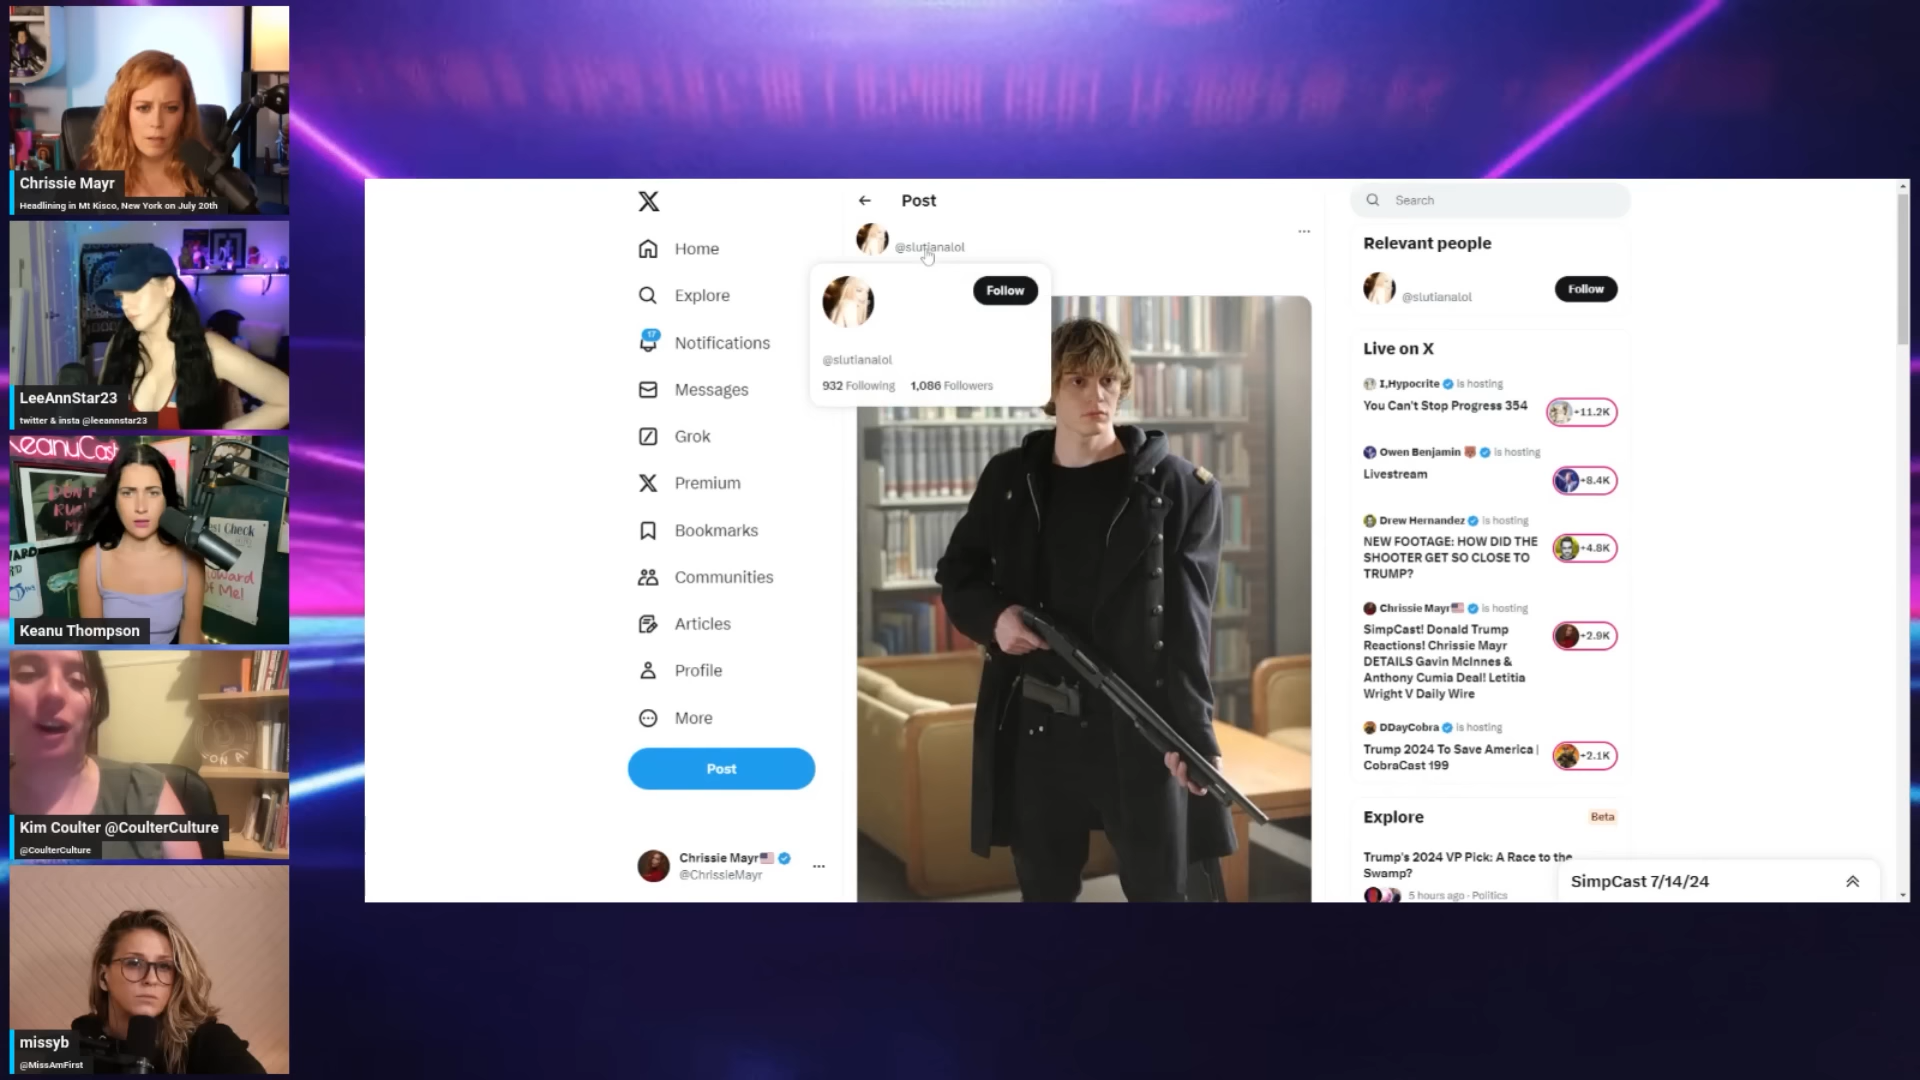 Chrissie Mayr
Headlining in Mt Kisco, New York on July 20th
LeeAnnStar23
twitter & insta @leeannstar23
KeanuCast
est Check
Keanu Thompson
Kim Coulter @CoulterCulture
@CoulterCulture
missyb
@MissAmFirst
Home
Explore
17
Notifications
Messages
Grok
Premium
Bookmarks
Communities
Articles
Profile
More
Post
Chrissie Mayr
@ChrissieMayr
Post
@slutianalol
Follow
@slutianalol
932 Following 1,086 Followers
Search
Relevant people
@slutianalol
Follow
Live on X
I,Hypocrite is hosting
You Can't Stop Progress 354
+11.2K
Owen Benjamin is hosting
Livestream
+8.4K
Drew Hernandez is hosting
NEW FOOTAGE: HOW DID THE
SHOOTER GET SO CLOSE TO
TRUMP?
+4.8K
Chrissie Mayr is hosting
SimpCast! Donald Trump
Reactions! Chrissie Mayr
DETAILS Gavin McInnes &
Anthony Cumia Deal! Letitia
Wright V Daily Wire
+2.9K
DDayCobra is hosting
Trump 2024 To Save America |
CobraCast 199
+2.1K
Explore
Beta
Trump's 2024 VP Pick: A Race to the
Swamp?
5 hours ago · Politics
SimpCast 7/14/24